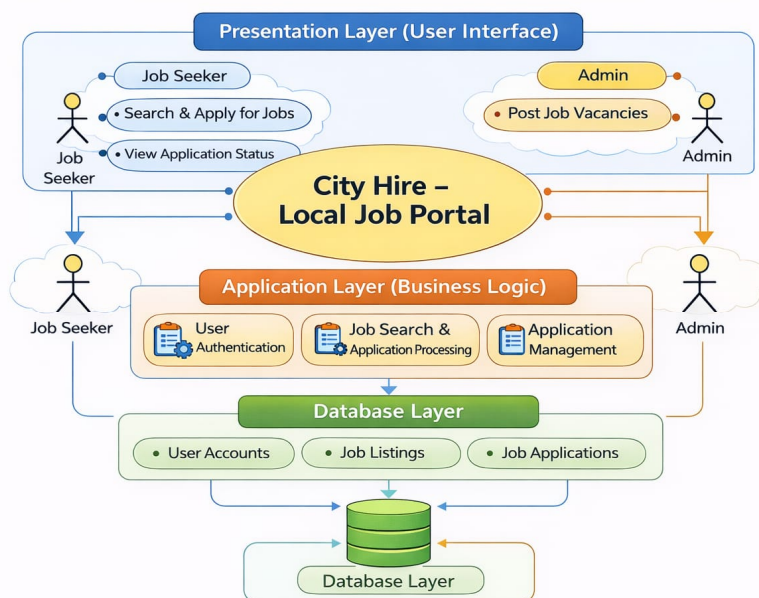 Presentation Layer (User Interface)
Job Seeker
• Search & Apply for Jobs
• View Application Status
Job
Seeker
Admin
• Post Job Vacancies
Admin
City Hire –
Local Job Portal
Job Seeker
Admin
Application Layer (Business Logic)
User
Authentication
Job Search &
Application Processing
Application
Management
Database Layer
• User Accounts
• Job Listings
• Job Applications
Database Layer